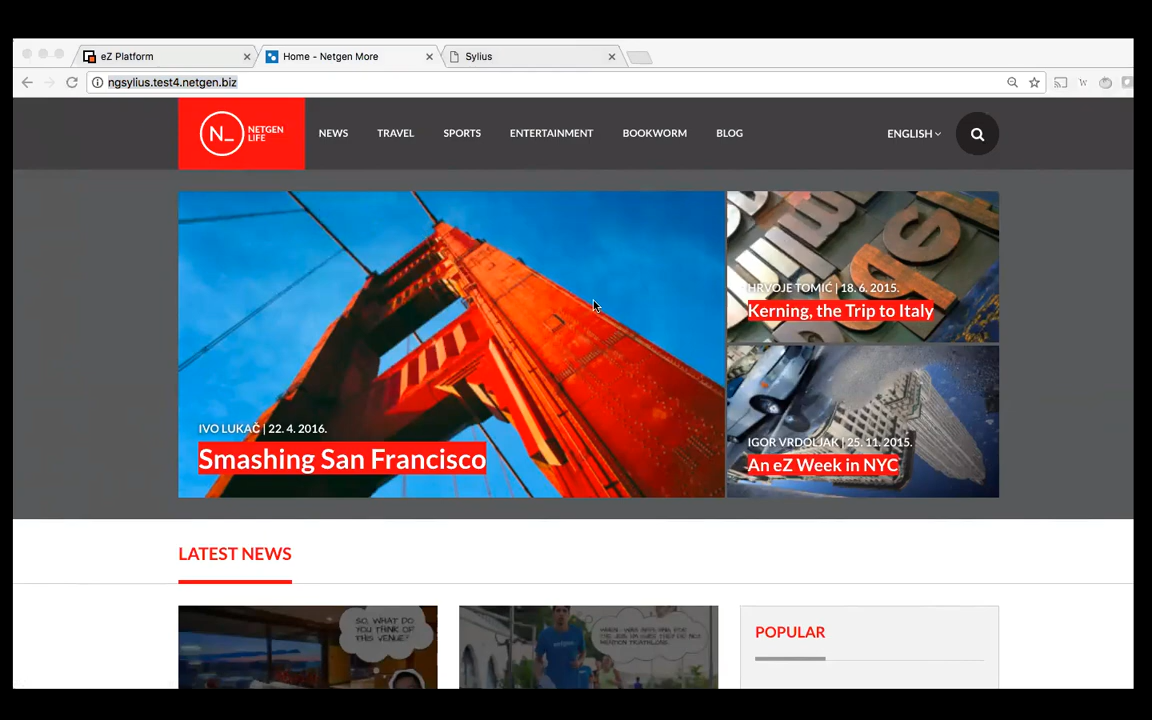 eZ Platform
Home - Netgen More
Sylius
ngsylius.test4.netgen.biz
N_ NETGEN
LIFE
NEWS
TRAVEL
SPORTS
ENTERTAINMENT
BOOKWORM
BLOG
ENGLISH
HRVOJE TOMIĆ | 18. 6. 2015.
Kerning, the Trip to Italy
IVO LUKAČ | 22. 4. 2016.
Smashing San Francisco
IGOR VRDOLJAK | 25. 11. 2015.
An eZ Week in NYC
LATEST NEWS
SO, WHAT DO
YOU THINK OF
THIS VENUE?
POPULAR